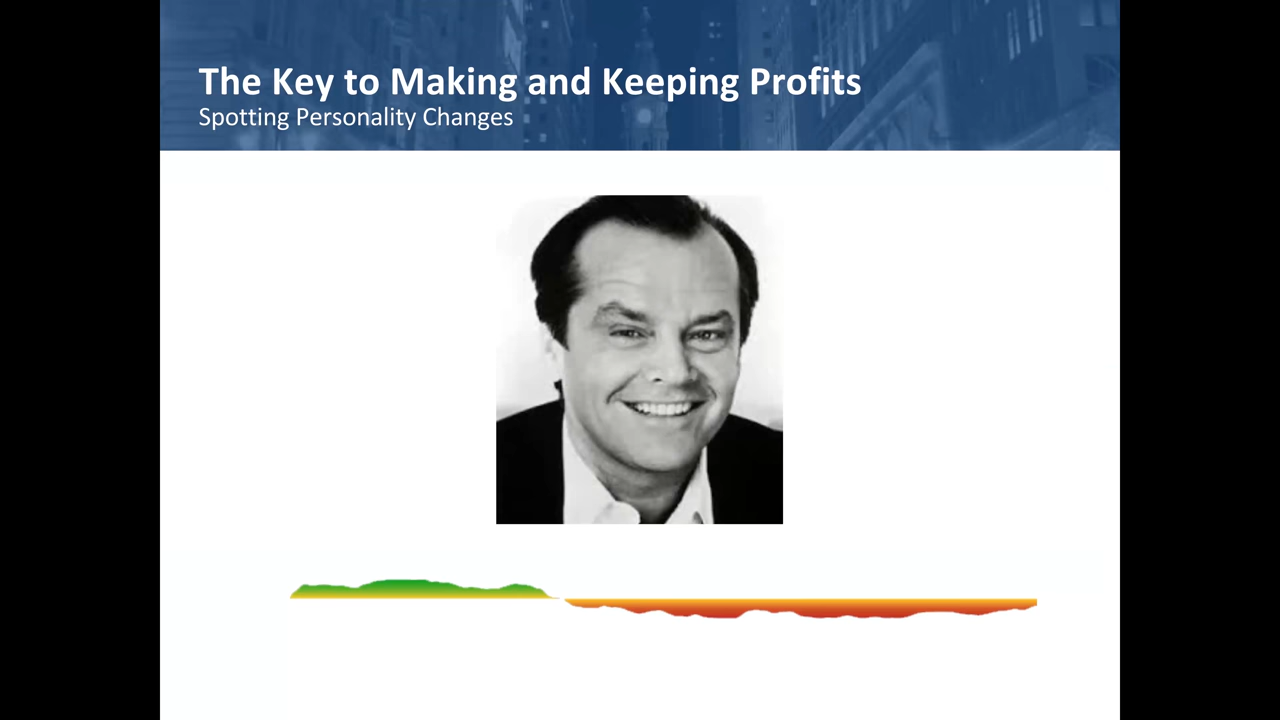 The Key to Making and Keeping Profits
Spotting Personality Changes